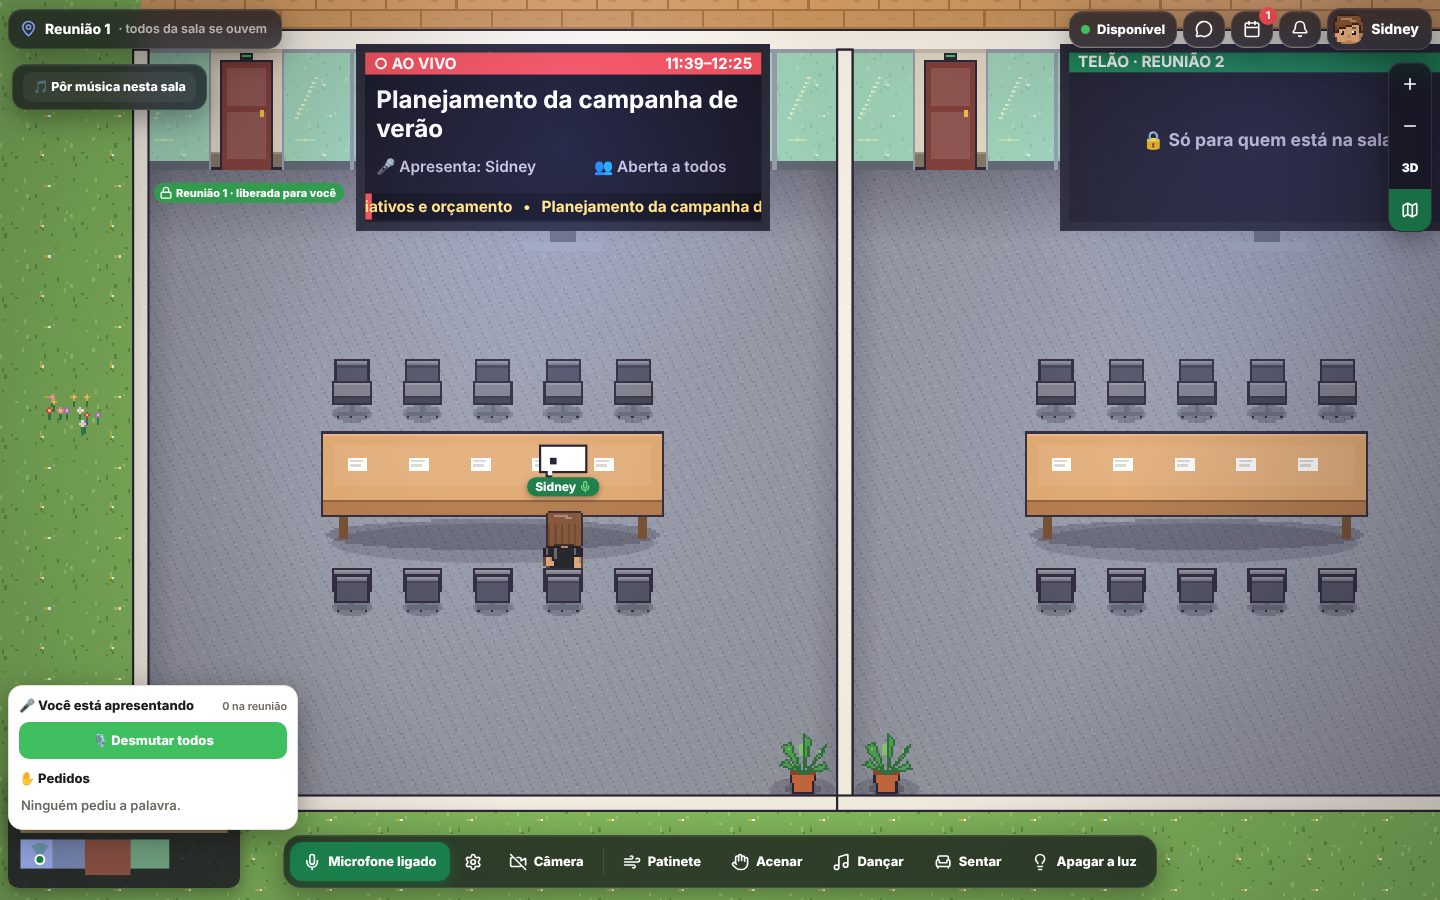 Reunião 1 · todos da sala se ouvem
Disponível
1
Sidney
🎵 Pôr música nesta sala
AO VIVO 11:39–12:25
Planejamento da campanha de
verão
🎤 Apresenta: Sidney 👥 Aberta a todos
iativos e orçamento • Planejamento da campanha d
TELÃO · REUNIÃO 2
🔒 Só para quem está na sala
+
−
3D
Reunião 1 · liberada para você
Sidney
🎤 Você está apresentando 0 na reunião
🎙️ Desmutar todos
✋ Pedidos
Ninguém pediu a palavra.
Microfone ligado
Câmera
Patinete
Acenar
Dançar
Sentar
Apagar a luz